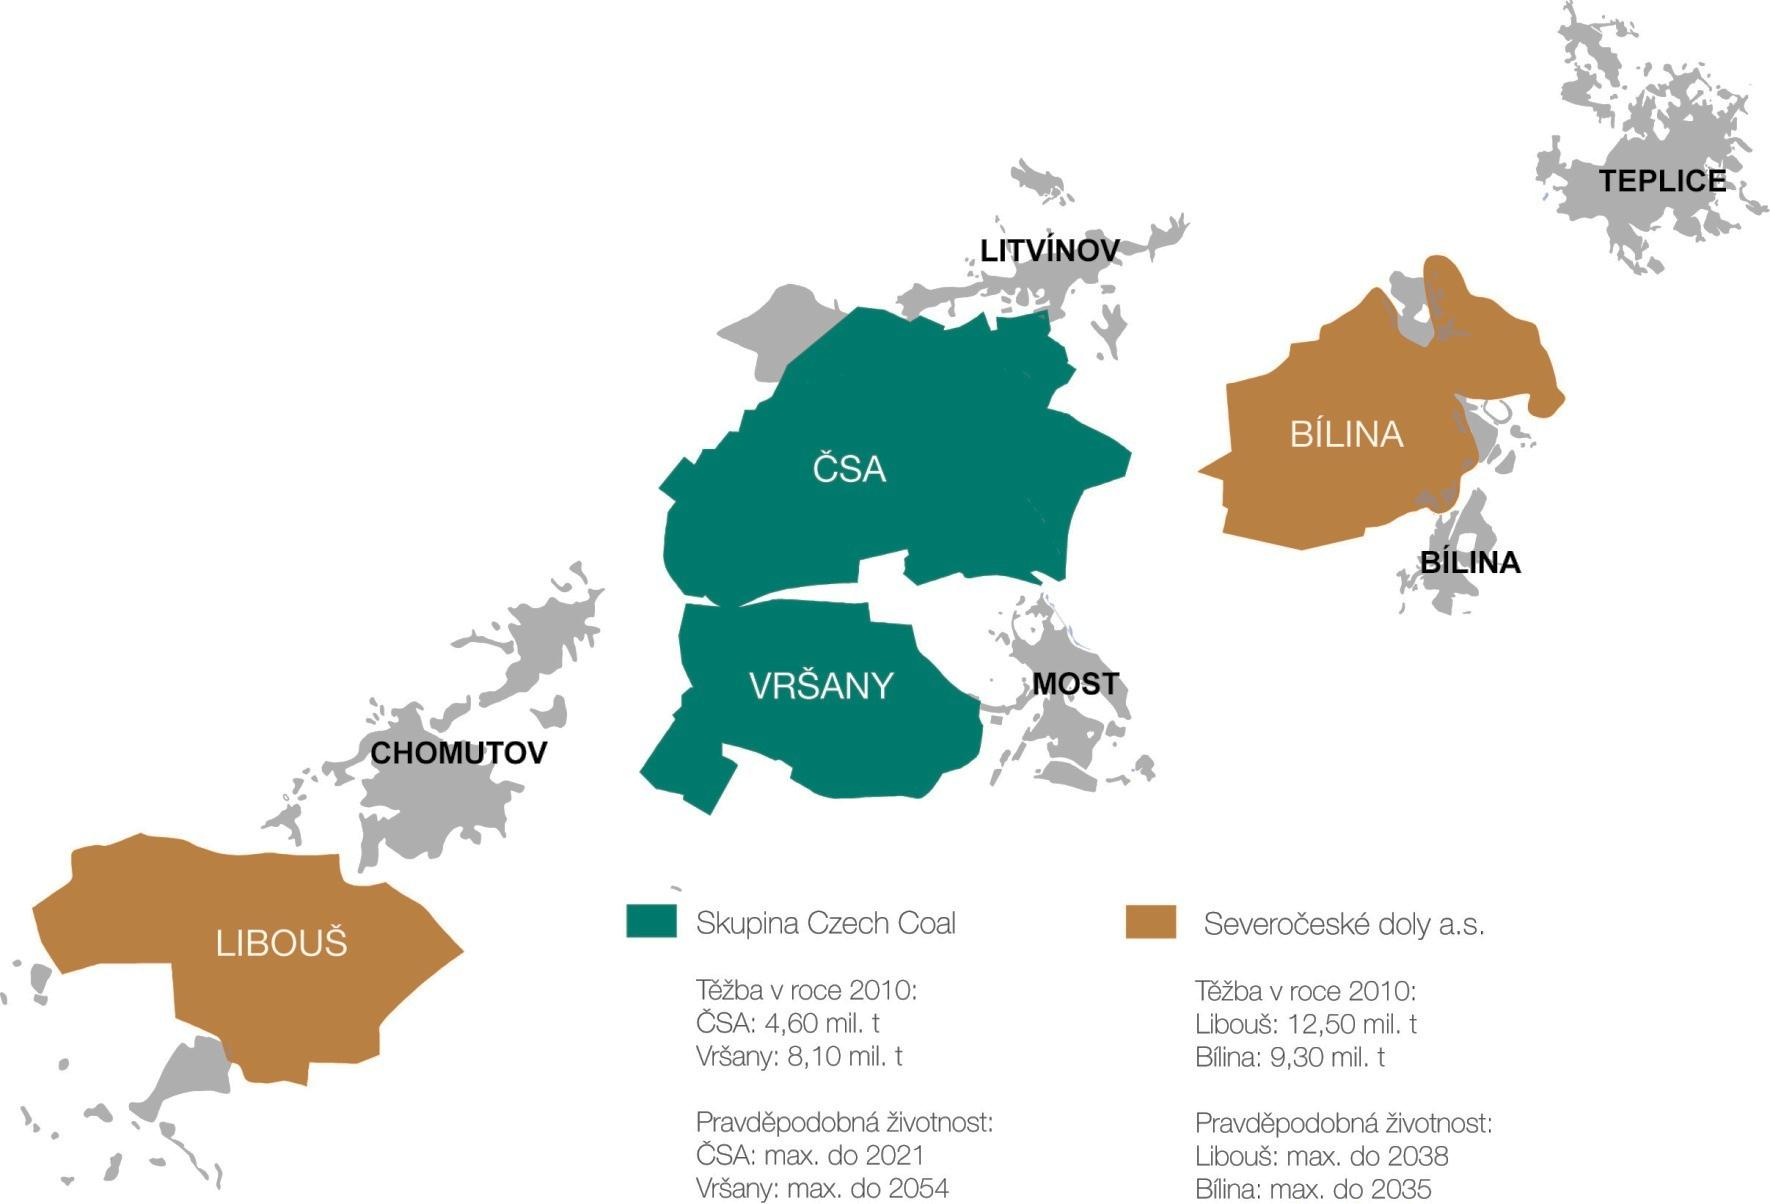 TEPLICE
LITVÍNOV
BÍLINA
ČSA
BÍLINA
VRŠANY
MOST
CHOMUTOV
LIBOUŠ
Skupina Czech Coal
Těžba v roce 2010:
ČSA: 4,60 mil. t
Vršany: 8,10 mil. t
Pravděpodobná životnost:
ČSA: max. do 2021
Vršany: max. do 2054
Severočeské doly a.s.
Těžba v roce 2010:
Libouš: 12,50 mil. t
Bílina: 9,30 mil. t
Pravděpodobná životnost:
Libouš: max. do 2038
Bílina: max. do 2035